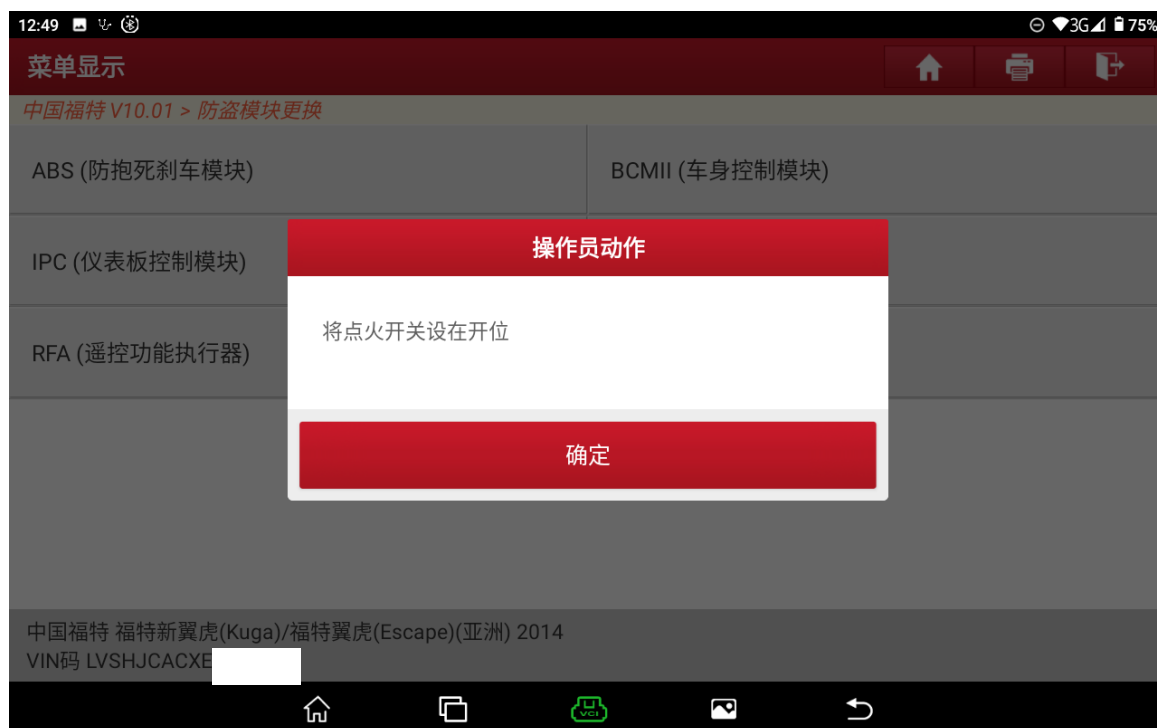 12:49
3G 75%
菜单显示
中国福特 V10.01 > 防盗模块更换
ABS (防抱死刹车模块)
BCMII (车身控制模块)
IPC (仪表板控制模块)
操作员动作
将点火开关设在开位
RFA (遥控功能执行器)
确定
中国福特 福特新翼虎(Kuga)/福特翼虎(Escape)(亚洲) 2014
VIN码 LVSHJCACXE
VCI